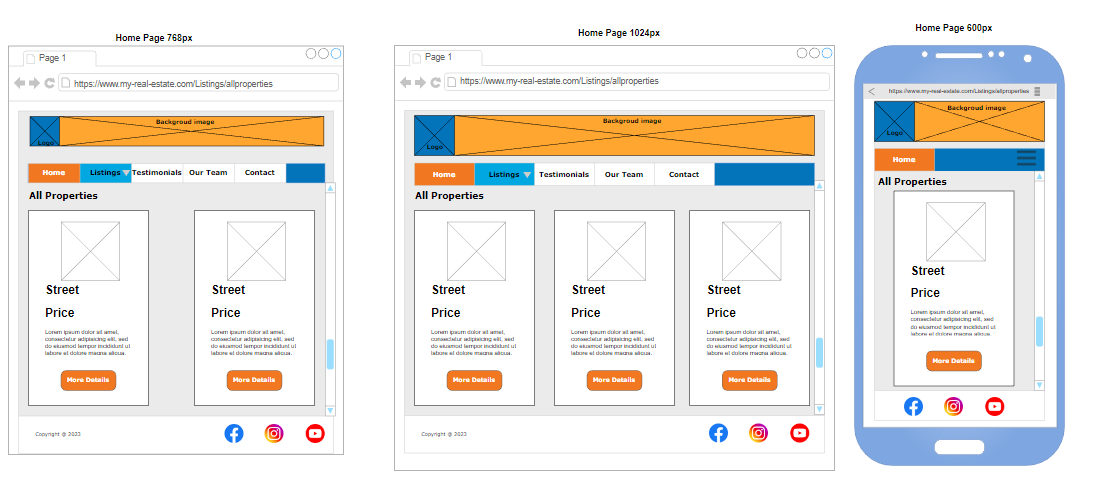 Home Page 768px
Page 1
https://www.my-real-estate.com/Listings/allproperties
Backgroud image
Logo
Home Listings Testimonials Our Team Contact
All Properties
Street
Price
Lorem ipsum dolor sit amet,
consectetur adipisicing elit, sed
do eiusmod tempor incididunt ut
labore et dolore magna aliqua.
More Details
Street
Price
Lorem ipsum dolor sit amet,
consectetur adipisicing elit, sed
do eiusmod tempor incididunt ut
labore et dolore magna aliqua.
More Details
Copyright @ 2023
Home Page 1024px
Page 1
https://www.my-real-estate.com/Listings/allproperties
Backgroud image
Logo
Home Listings Testimonials Our Team Contact
All Properties
Street
Price
Lorem ipsum dolor sit amet,
consectetur adipisicing elit, sed
do eiusmod tempor incididunt ut
labore et dolore magna aliqua.
More Details
Street
Price
Lorem ipsum dolor sit amet,
consectetur adipisicing elit, sed
do eiusmod tempor incididunt ut
labore et dolore magna aliqua.
More Details
Street
Price
Lorem ipsum dolor sit amet,
consectetur adipisicing elit, sed
do eiusmod tempor incididunt ut
labore et dolore magna aliqua.
More Details
Copyright @ 2023
Home Page 600px
https://www.my-real-estate.com/Listings/allproperties
Backgroud image
Logo
Home
All Properties
Street
Price
Lorem ipsum dolor sit amet,
consectetur adipisicing elit, sed
do eiusmod tempor incididunt ut
labore et dolore magna aliqua.
More Details